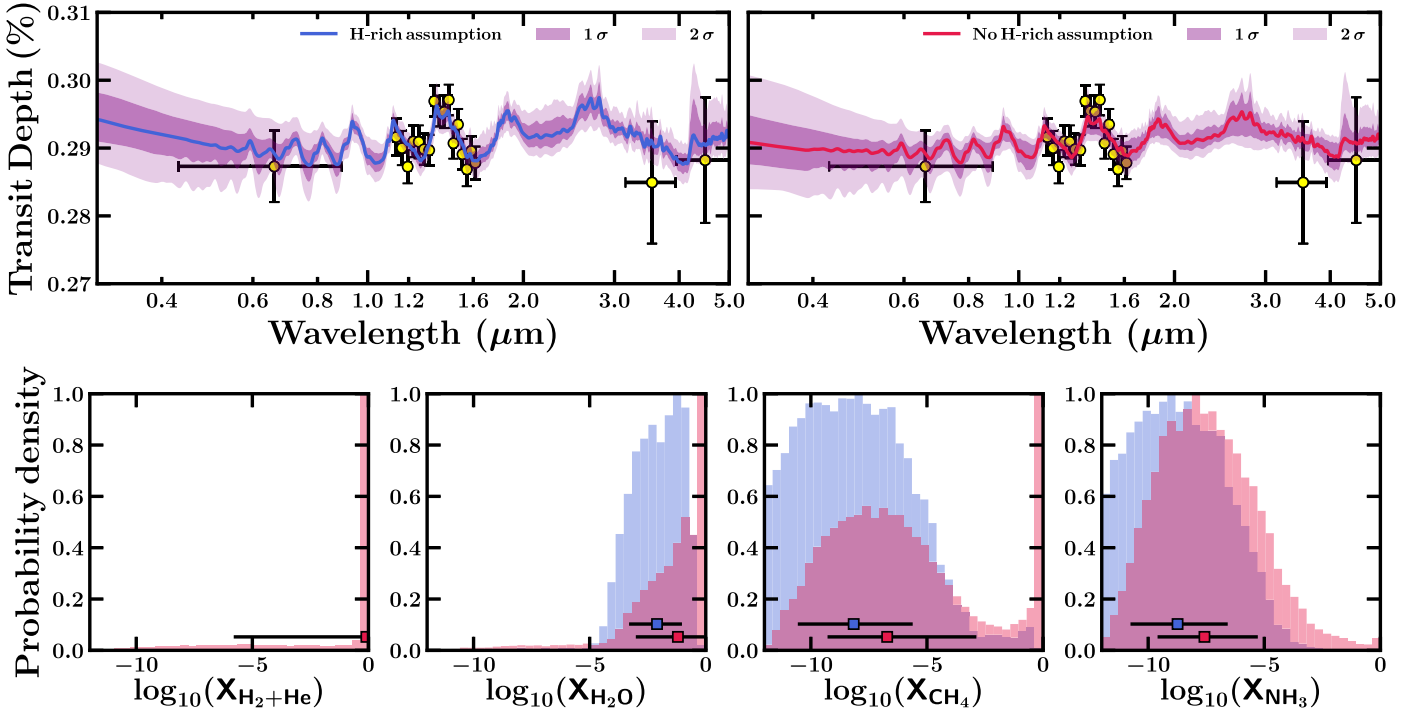 Transit Depth (%)
0.31
0.30
0.29
0.28
0.27
H-rich assumption 1 σ 2 σ
No H-rich assumption 1 σ 2 σ
0.4 0.6 0.8 1.0 1.2 1.6 2.0 3.0 4.0 5.0
0.4 0.6 0.8 1.0 1.2 1.6 2.0 3.0 4.0 5.0
Wavelength (μm)
Wavelength (μm)
Probability density
1.0 1.0 1.0 1.0
0.8 0.8 0.8 0.8
0.6 0.6 0.6 0.6
0.4 0.4 0.4 0.4
0.2 0.2 0.2 0.2
0.0 0.0 0.0 0.0
−10 −5 0 −10 −5 0 −10 −5 0 −10 −5 0
log₁₀(X_H₂+He) log₁₀(X_H₂O) log₁₀(X_CH₄) log₁₀(X_NH₃)